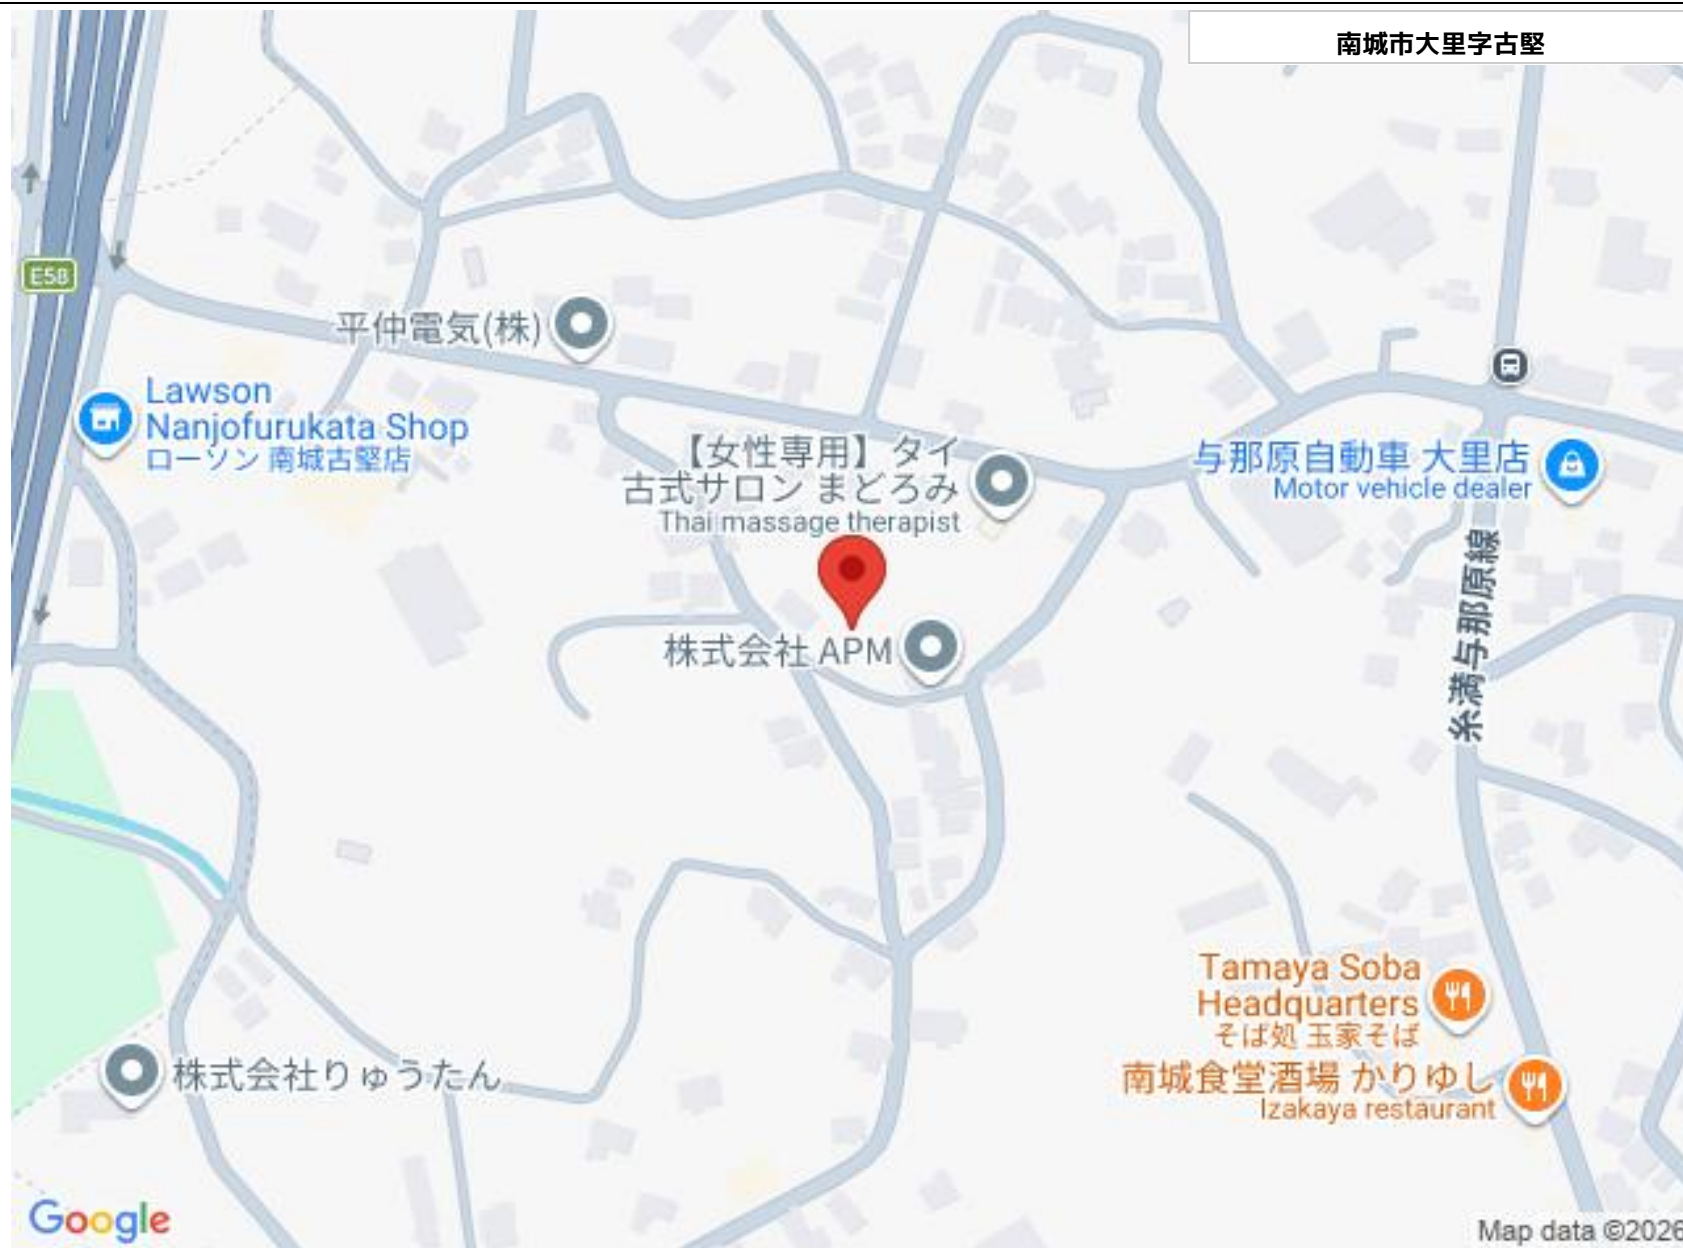 南城市大里字古堅
E58
平仲電気(株)
Lawson
Nanjofurukata Shop
ローソン 南城古堅店
【女性専用】タイ
古式サロン まどろみ
Thai massage therapist
与那原自動車 大里店
Motor vehicle dealer
糸満与那原線
株式会社 APM
Tamaya Soba
Headquarters
そば処 玉家そば
南城食堂酒場 かりゆし
Izakaya restaurant
株式会社りゅうたん
Google
Map data ©2026